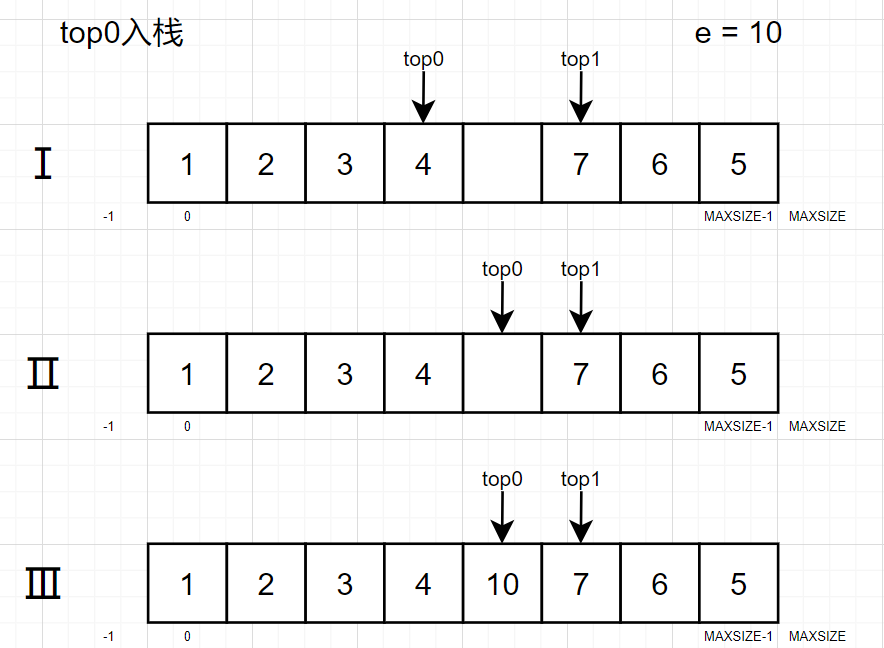 top0入栈 e = 10
top0 top1
Ⅰ 1 2 3 4 7 6 5
-1 0 MAXSIZE-1 MAXSIZE
top0 top1
Ⅱ 1 2 3 4 7 6 5
-1 0 MAXSIZE-1 MAXSIZE
top0 top1
Ⅲ 1 2 3 4 10 7 6 5
-1 0 MAXSIZE-1 MAXSIZE